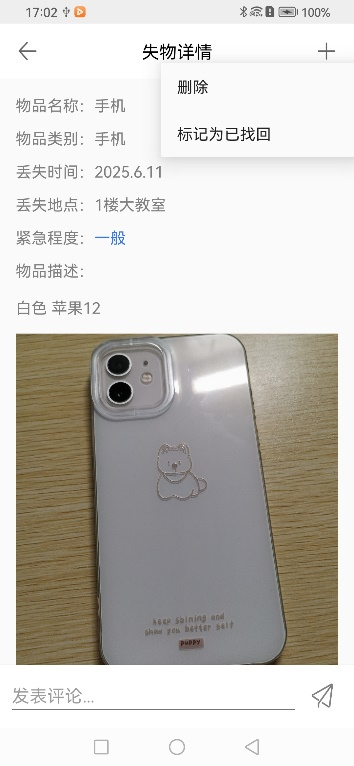 17:02
100%
失物详情
删除
标记为已找回
物品名称：手机
物品类别：手机
丢失时间：2025.6.11
丢失地点：1楼大教室
紧急程度：一般
物品描述：
白色 苹果12
keep Shining and
show you better self
PUPPY
发表评论...